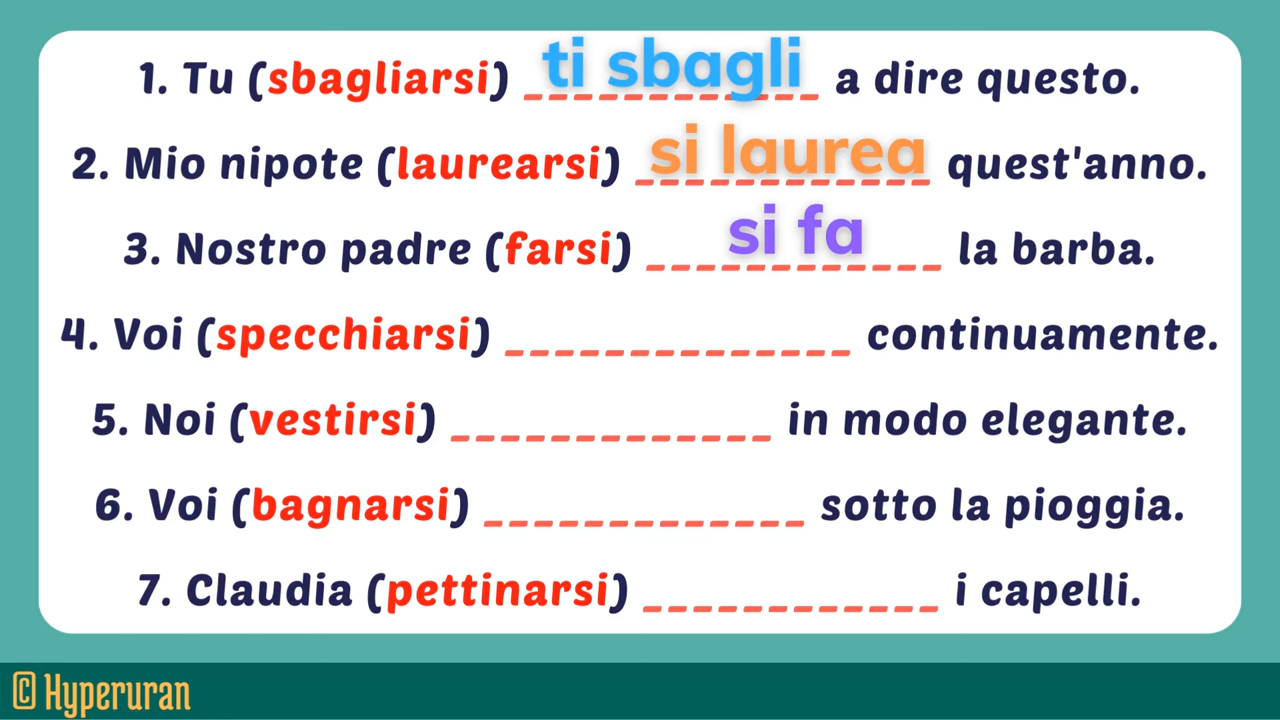 1. Tu (sbagliarsi) ti sbagli a dire questo.
2. Mio nipote (laurearsi) si laurea quest'anno.
3. Nostro padre (farsi) si fa la barba.
4. Voi (specchiarsi) ______________ continuamente.
5. Noi (vestirsi) _____________ in modo elegante.
6. Voi (bagnarsi) _____________ sotto la pioggia.
7. Claudia (pettinarsi) ____________ i capelli.
© Hyperuran